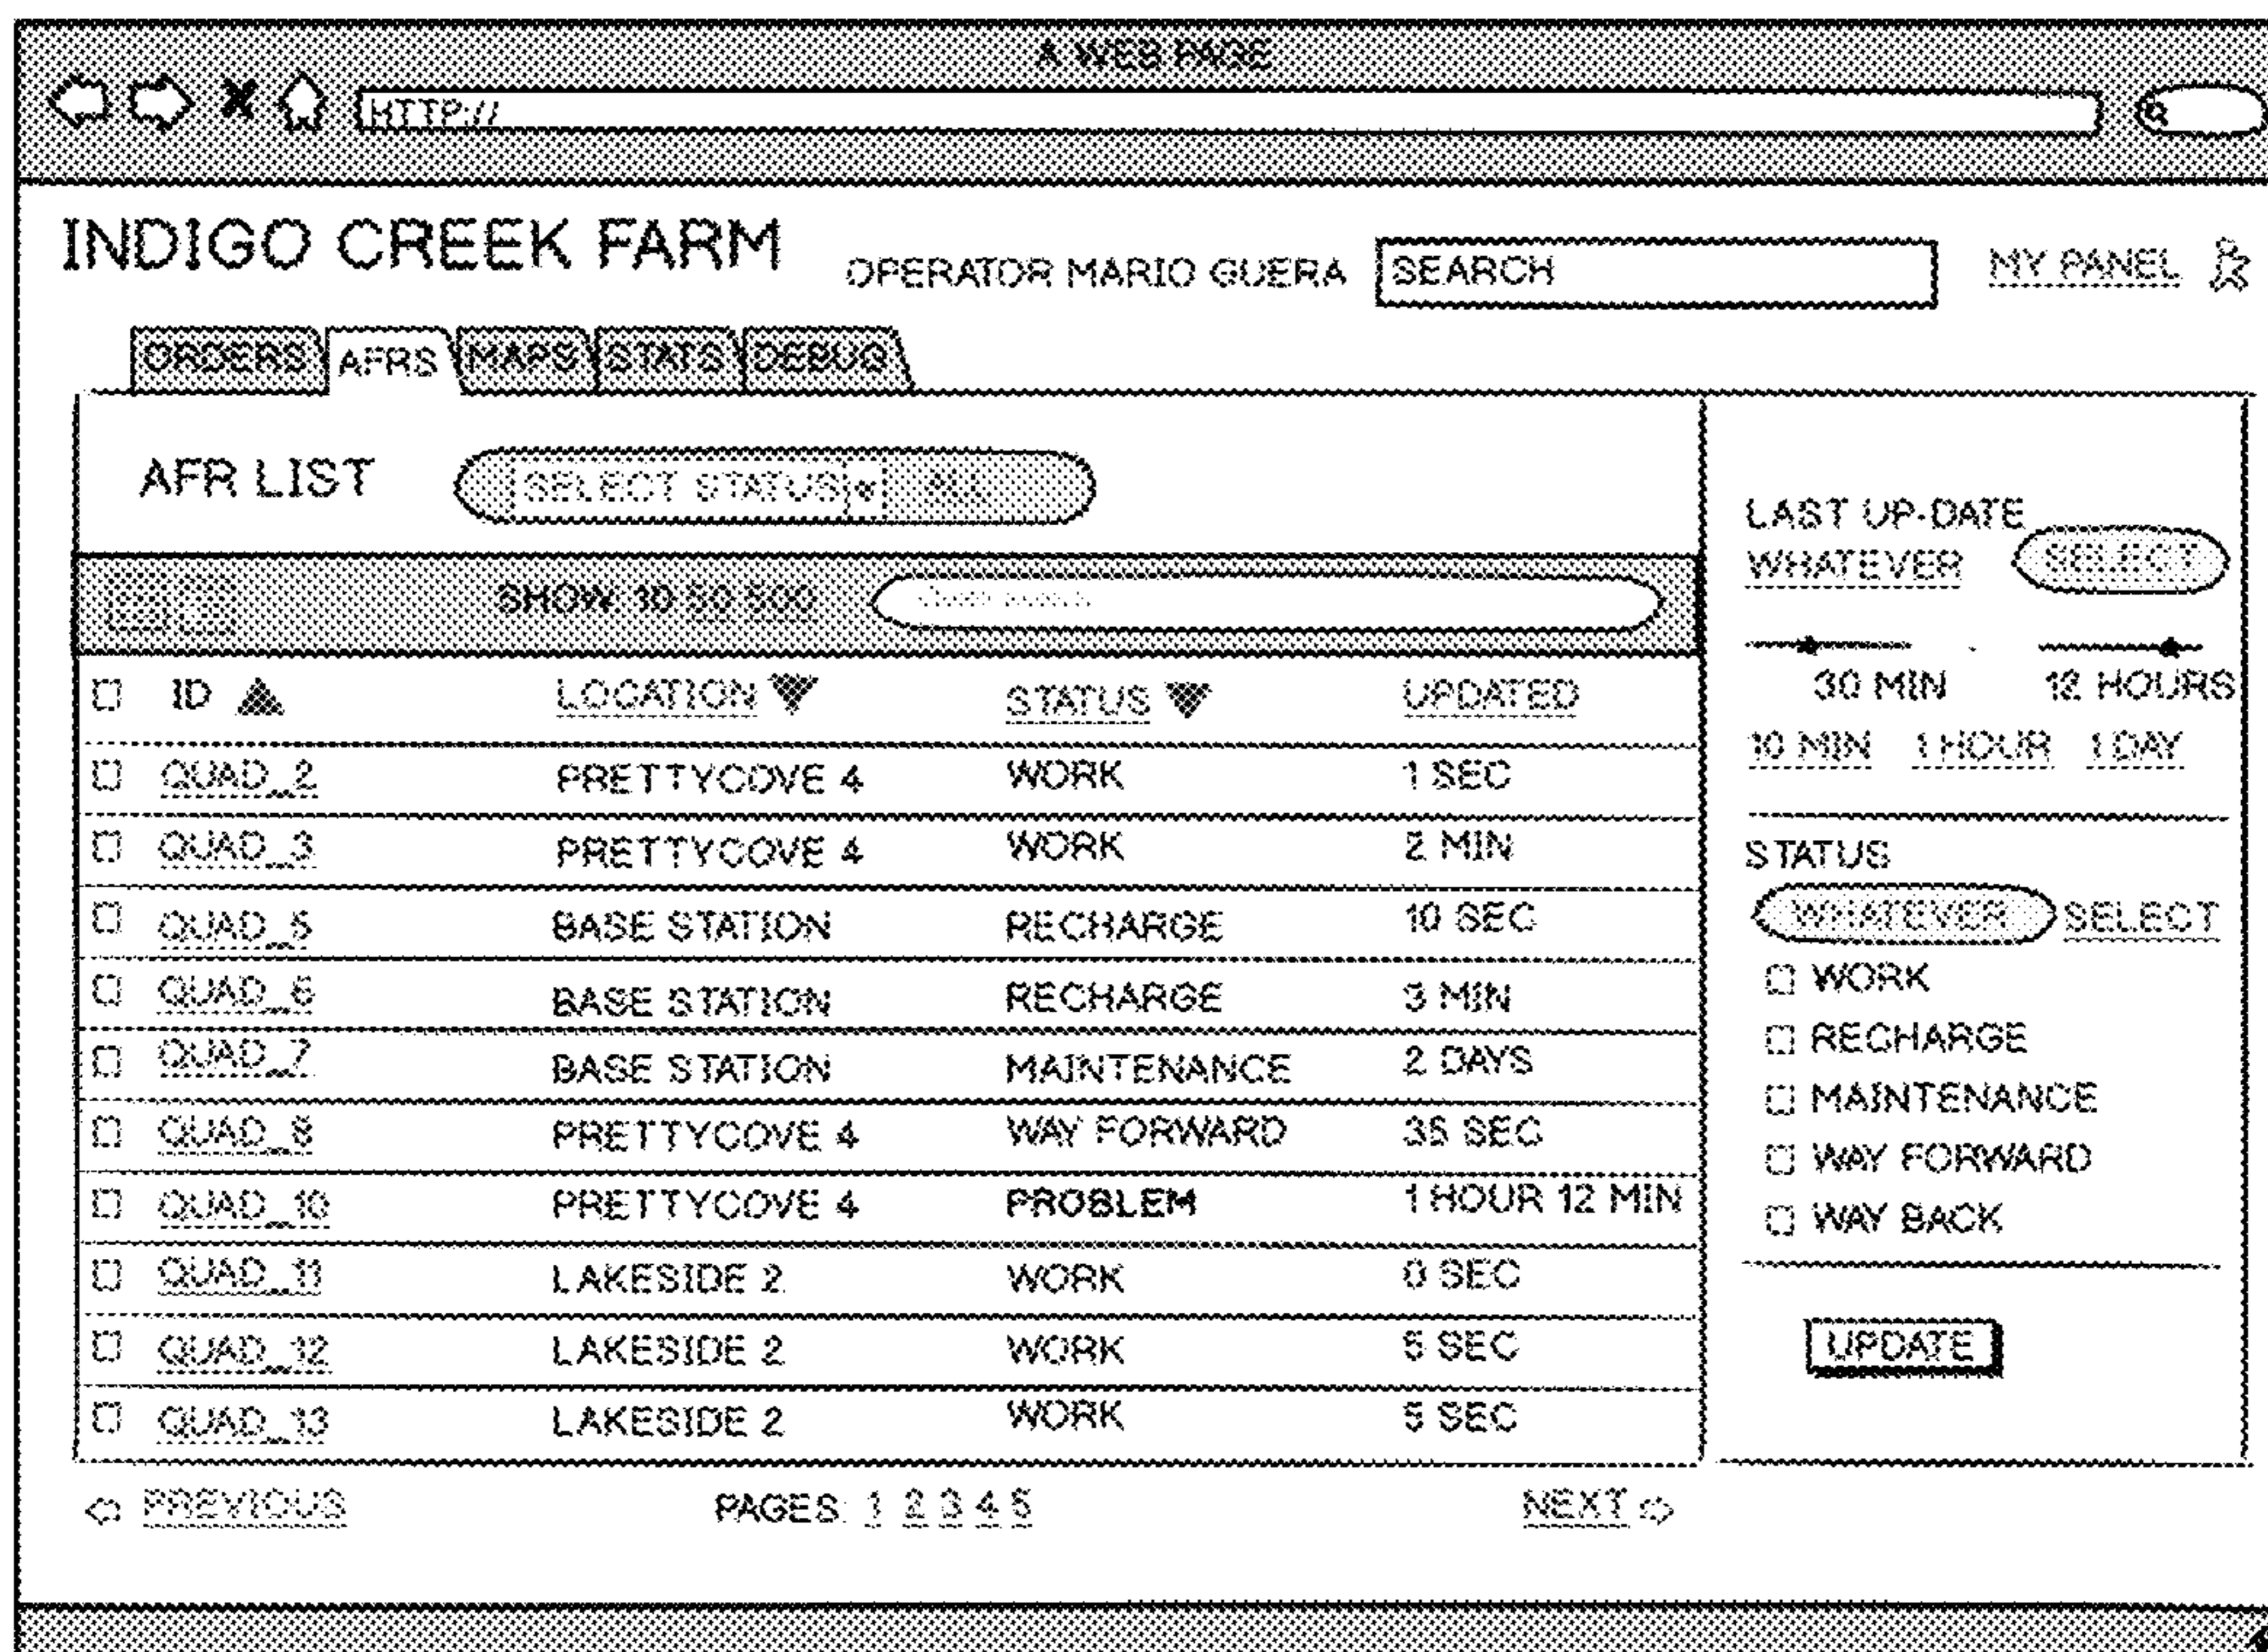 A WEB PAGE
HTTP://
INDIGO CREEK FARM
OPERATOR MARIO GUERA SEARCH MY PANEL
ORDERS AFRS MAPS STATS DEBUG
AFR LIST SELECT STATUS ALL
SHOW 10 50 500
ID LOCATION STATUS UPDATED
QUAD_2 PRETTYCOVE 4 WORK 1 SEC
QUAD_3 PRETTYCOVE 4 WORK 2 MIN
QUAD_5 BASE STATION RECHARGE 10 SEC
QUAD_6 BASE STATION RECHARGE 3 MIN
QUAD_7 BASE STATION MAINTENANCE 2 DAYS
QUAD_8 PRETTYCOVE 4 WAY FORWARD 35 SEC
QUAD_10 PRETTYCOVE 4 PROBLEM 1 HOUR 12 MIN
QUAD_11 LAKESIDE 2 WORK 0 SEC
QUAD_12 LAKESIDE 2 WORK 5 SEC
QUAD_13 LAKESIDE 2 WORK 5 SEC
PREVIOUS PAGES: 1 2 3 4 5 NEXT
LAST UP-DATE
WHATEVER SELECT
30 MIN 12 HOURS
10 MIN 1 HOUR 1 DAY
STATUS
WHATEVER SELECT
WORK
RECHARGE
MAINTENANCE
WAY FORWARD
WAY BACK
UPDATE